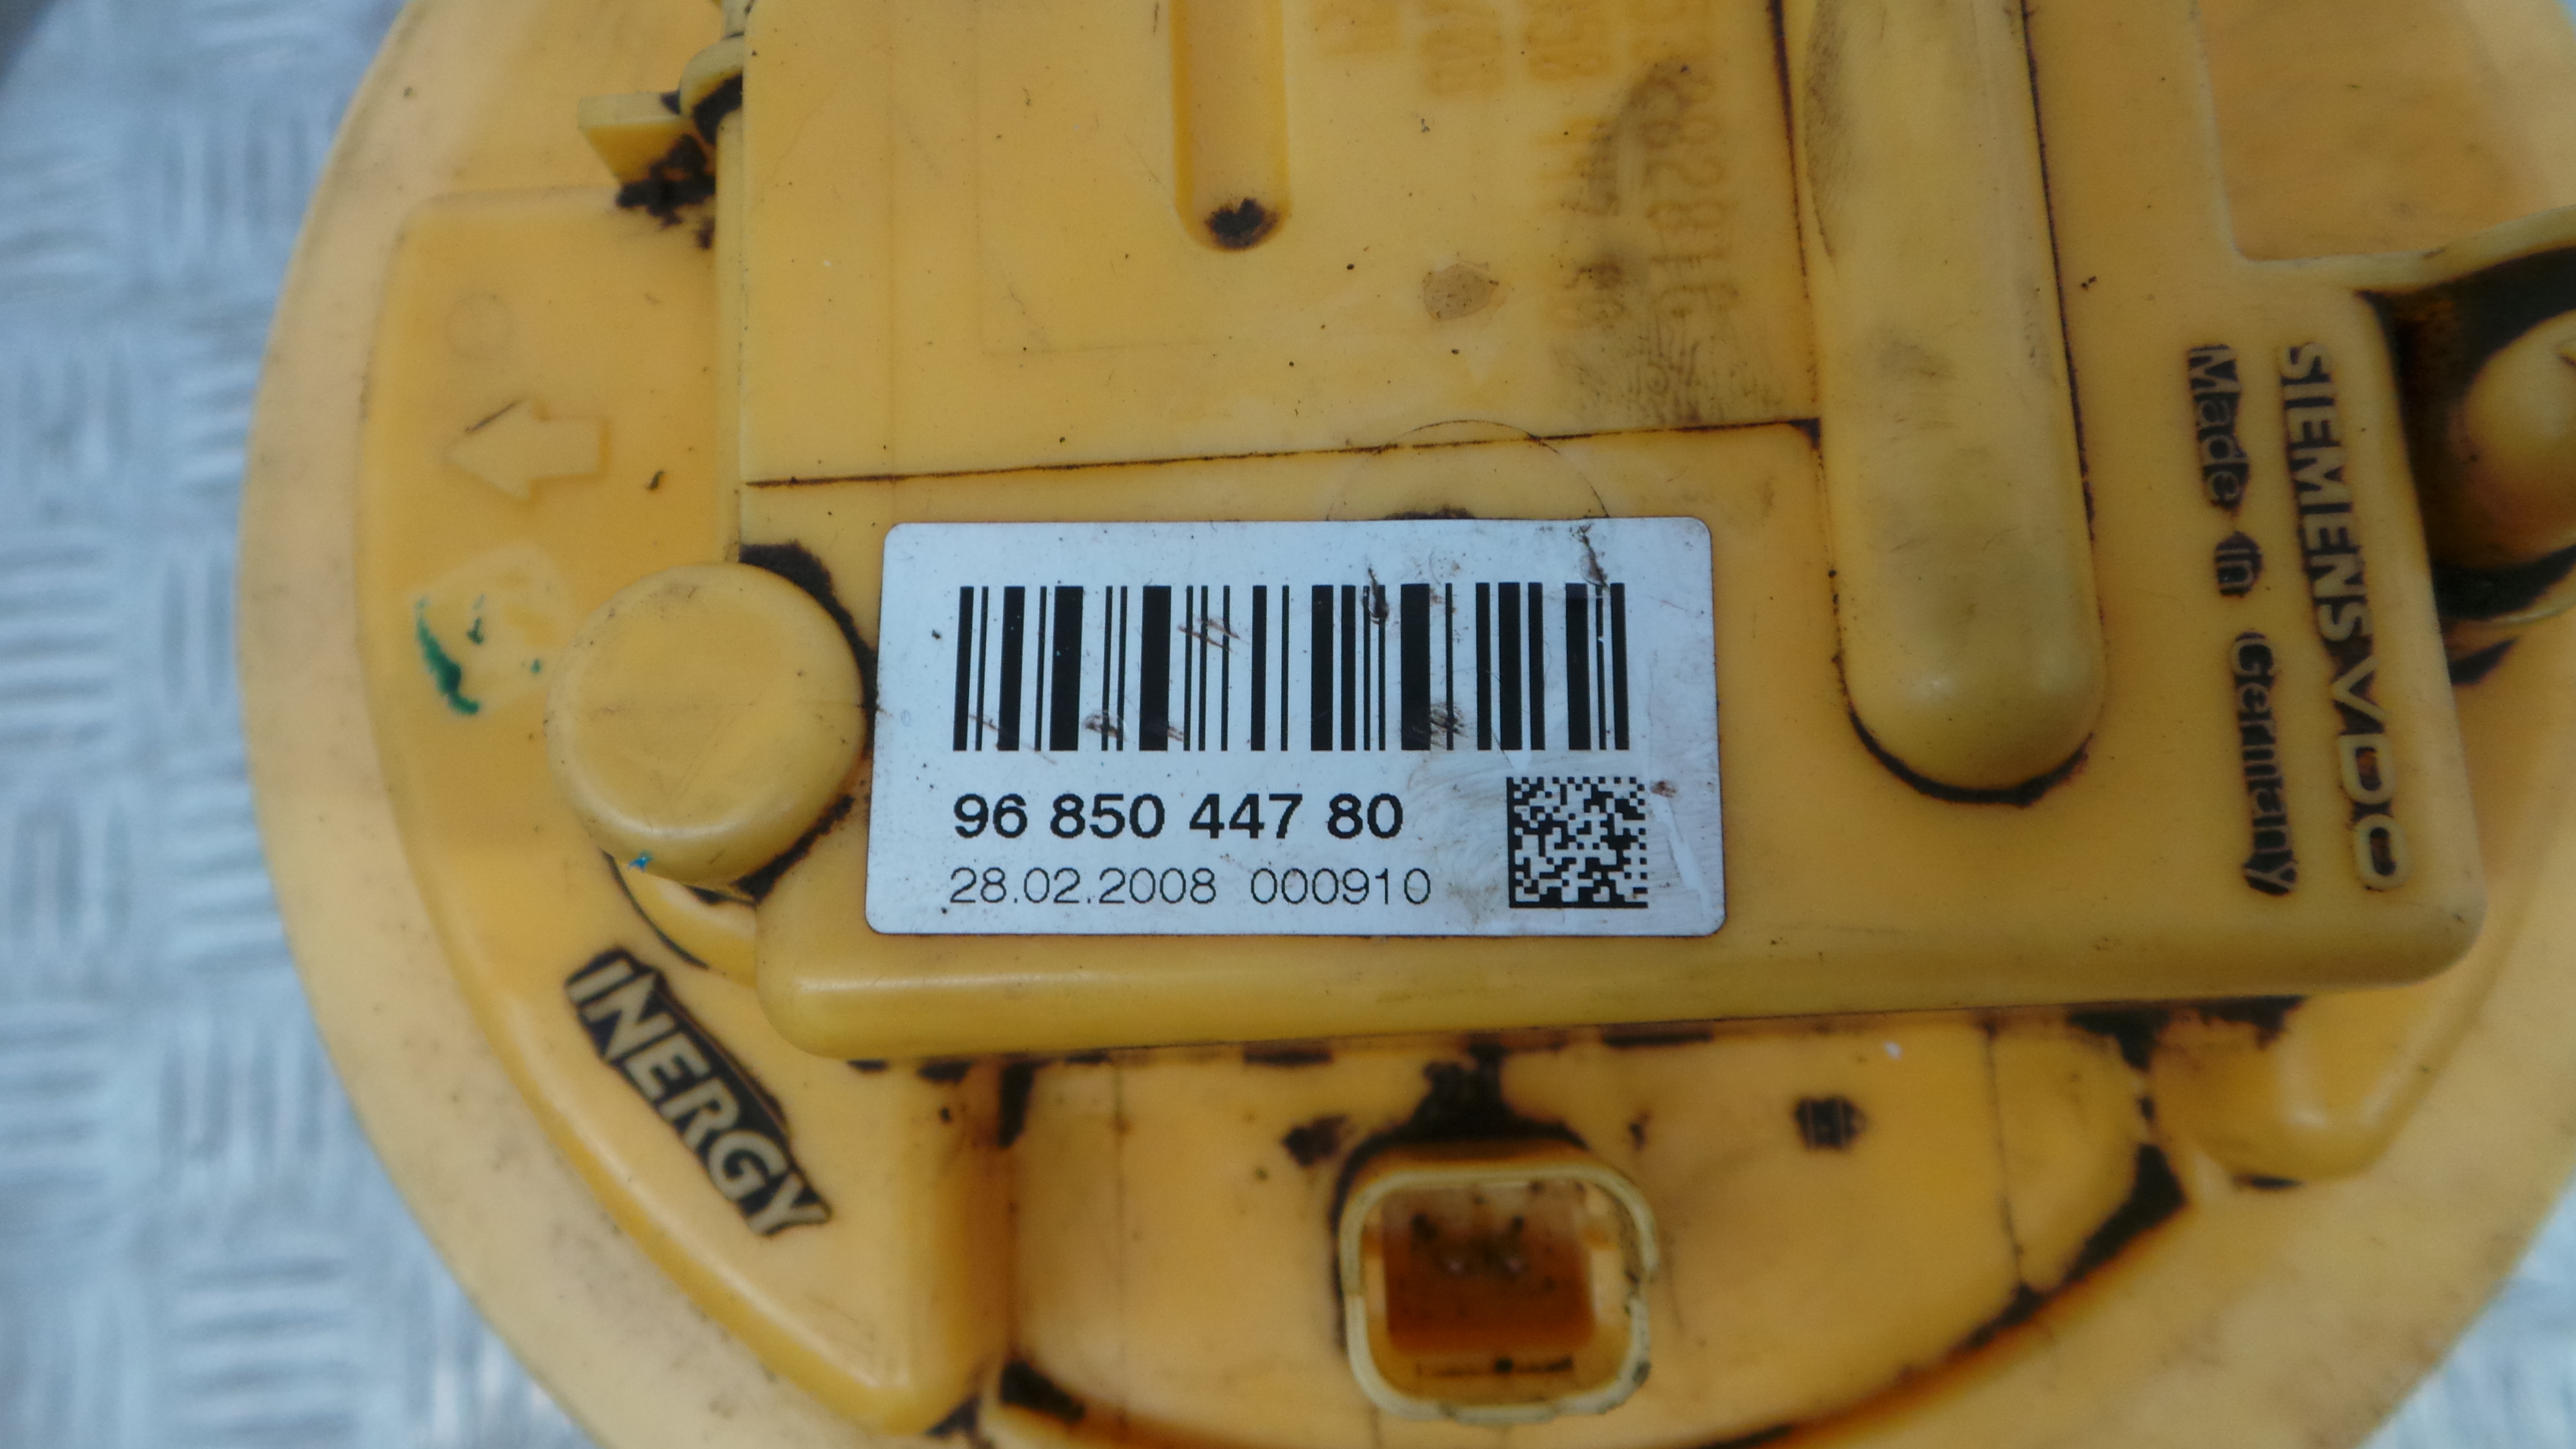 96 850 447 80
28.02.2008 000910
SIEMENS VDO
Made in Germany
INERGY